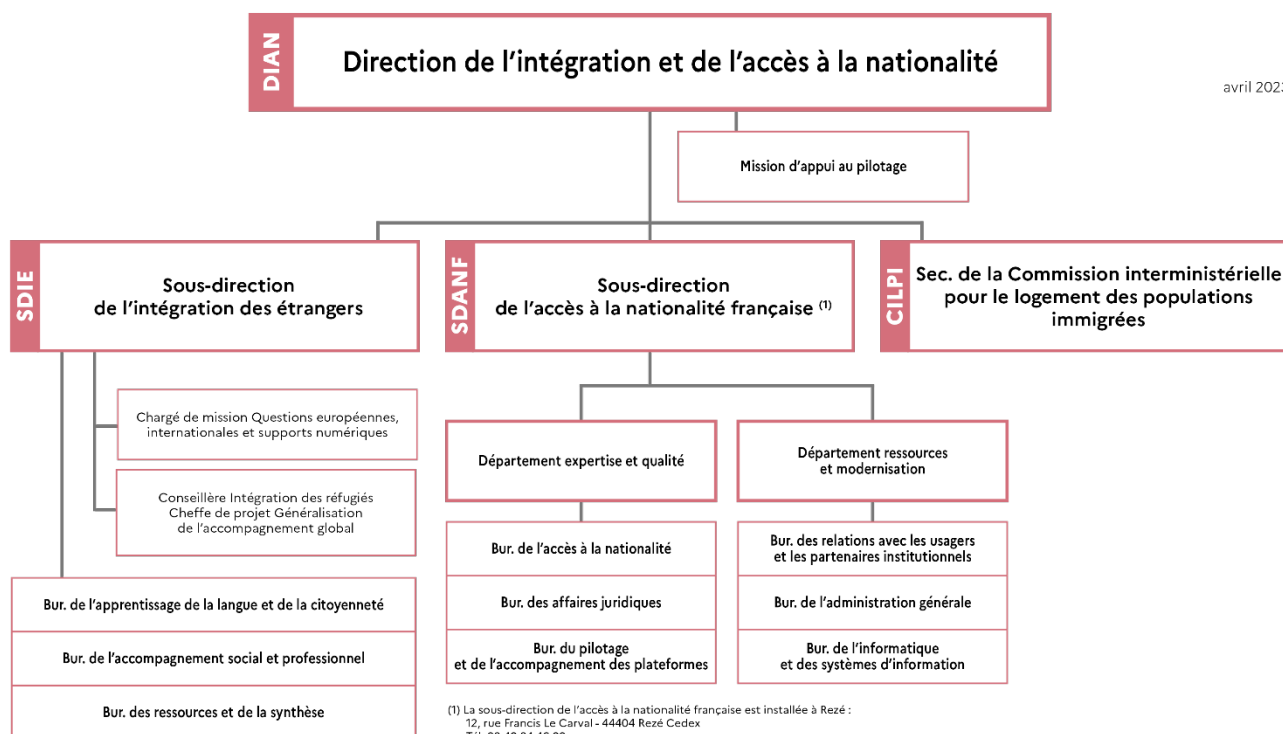 DIAN
Direction de l'intégration et de l'accès à la nationalité
avril 2023
Mission d'appui au pilotage
SDIE
Sous-direction
de l'intégration des étrangers
SDANF
Sous-direction
de l'accès à la nationalité française (1)
CILPI
Sec. de la Commission interministérielle
pour le logement des populations
immigrées
Chargé de mission Questions européennes,
internationales et supports numériques
Conseillère Intégration des réfugiés
Cheffe de projet Généralisation
de l'accompagnement global
Bur. de l'apprentissage de la langue et de la citoyenneté
Bur. de l'accompagnement social et professionnel
Bur. des ressources et de la synthèse
Département expertise et qualité
Bur. de l'accès à la nationalité
Bur. des affaires juridiques
Bur. du pilotage
et de l'accompagnement des plateformes
Département ressources
et modernisation
Bur. des relations avec les usagers
et les partenaires institutionnels
Bur. de l'administration générale
Bur. de l'informatique
et des systèmes d'information
(1) La sous-direction de l'accès à la nationalité française est installée à Rezé :
12, rue Francis Le Carval - 44404 Rezé Cedex